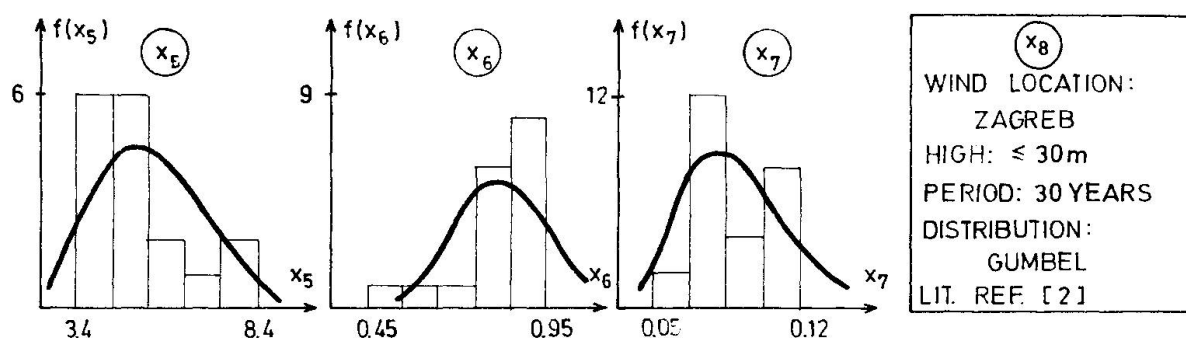 f(x₅)
x₅
6
x₅
3.4 8.4
f(x₆)
x₆
9
x₆
0.45 0.95
f(x₇)
x₇
12
x₇
0.05 0.12
x₈
WIND LOCATION:
ZAGREB
HIGH: ≤ 30m
PERIOD: 30 YEARS
DISTRIBUTION:
GUMBEL
LIT. REF. [2]